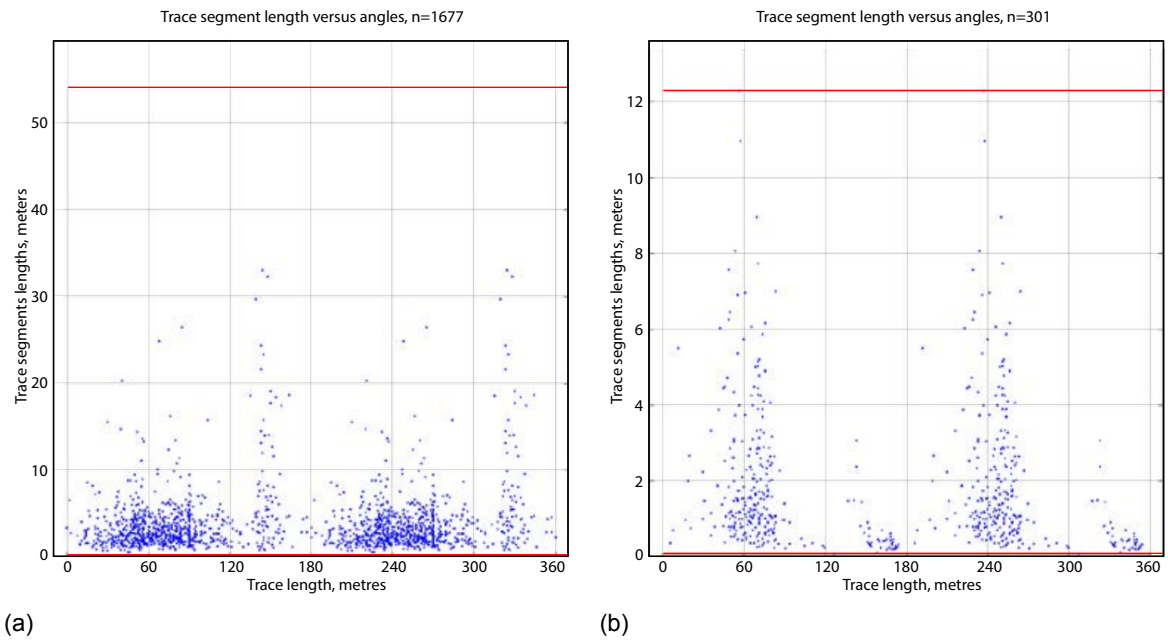 Trace segment length versus angles, n=1677
Trace segments lengths, meters
50
40
30
20
10
0
0 60 120 180 240 300 360
Trace length, metres
(a)
Trace segment length versus angles, n=301
Trace segments lengths, meters
12
10
8
6
4
2
0
0 60 120 180 240 300 360
Trace length, metres
(b)